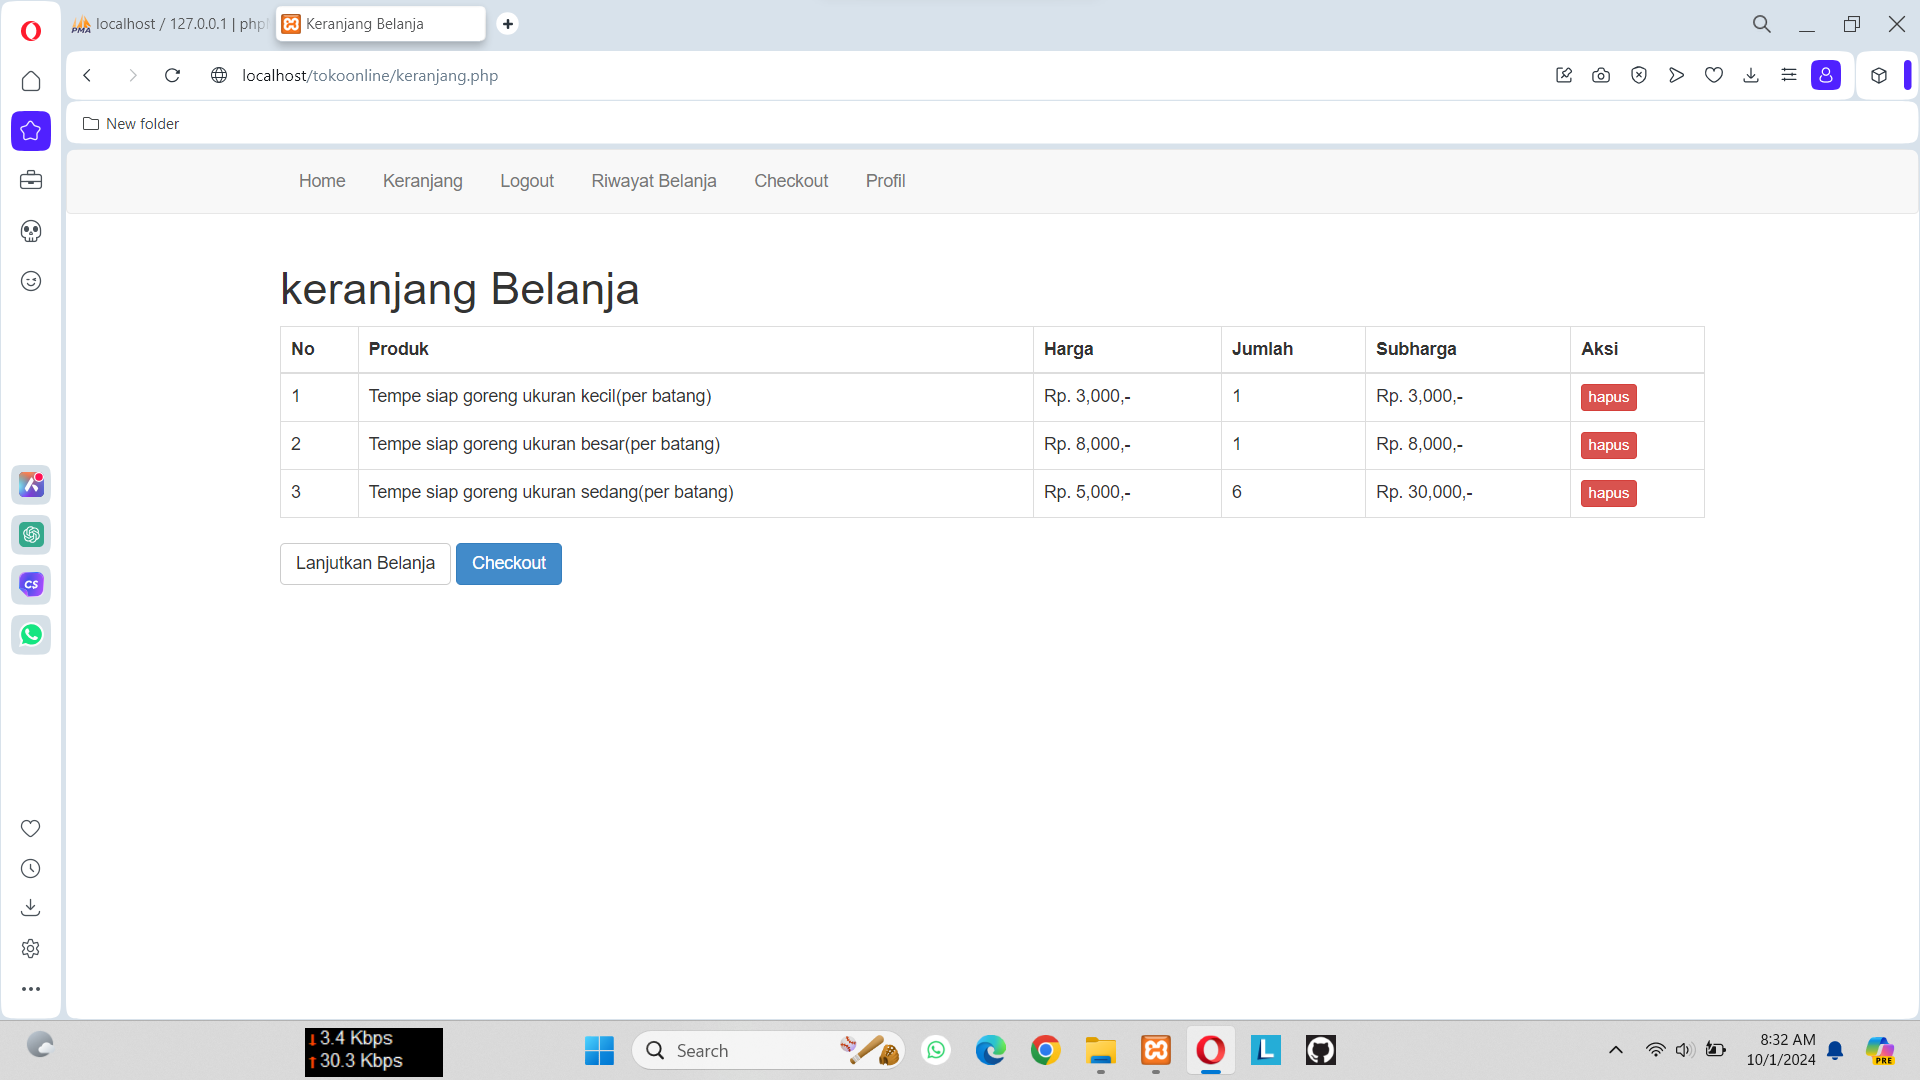 localhost / 127.0.0.1 | php
Keranjang Belanja
localhost/tokoonline/keranjang.php
New folder
Home Keranjang Logout Riwayat Belanja Checkout Profil
keranjang Belanja
No Produk Harga Jumlah Subharga Aksi
1 Tempe siap goreng ukuran kecil(per batang) Rp. 3,000,- 1 Rp. 3,000,- hapus
2 Tempe siap goreng ukuran besar(per batang) Rp. 8,000,- 1 Rp. 8,000,- hapus
3 Tempe siap goreng ukuran sedang(per batang) Rp. 5,000,- 6 Rp. 30,000,- hapus
Lanjutkan Belanja Checkout
CS
3.4 Kbps
30.3 Kbps
Search
L
8:32 AM
10/1/2024
PRE
PMA